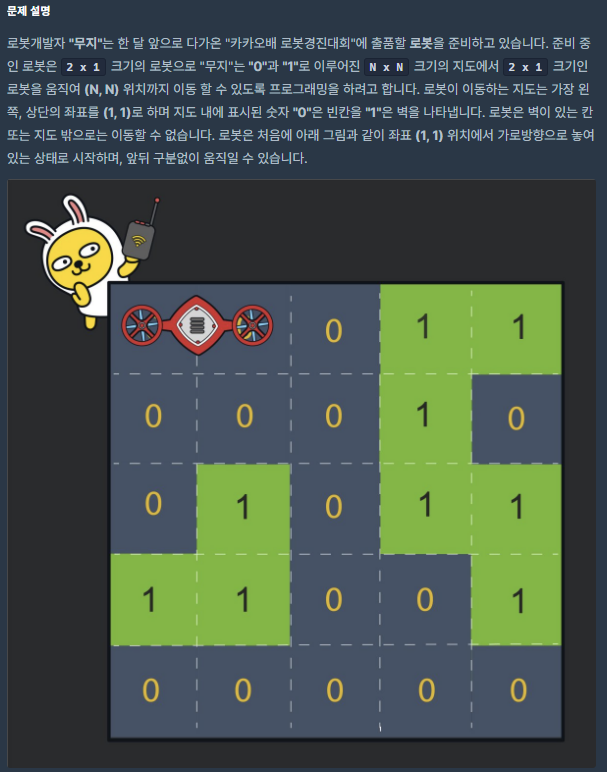 문제 설명
로봇개발자 "무지"는 한 달 앞으로 다가온 "카카오배 로봇경진대회"에 출품할 로봇을 준비하고 있습니다. 준비 중
인 로봇은 2 x 1 크기의 로봇으로 "무지"는 "0"과 "1"로 이루어진 N x N 크기의 지도에서 2 x 1 크기인
로봇을 움직여 (N, N) 위치까지 이동 할 수 있도록 프로그래밍을 하려고 합니다. 로봇이 이동하는 지도는 가장 왼
쪽, 상단의 좌표를 (1, 1)로 하며 지도 내에 표시된 숫자 "0"은 빈칸을 "1"은 벽을 나타냅니다. 로봇은 벽이 있는 칸
또는 지도 밖으로는 이동할 수 없습니다. 로봇은 처음에 아래 그림과 같이 좌표 (1, 1) 위치에서 가로방향으로 놓여
있는 상태로 시작하며, 앞뒤 구분없이 움직일 수 있습니다.
0 1 1
0 0 0 1 0
0 1 0 1 1
1 1 0 0 1
0 0 0 0 0